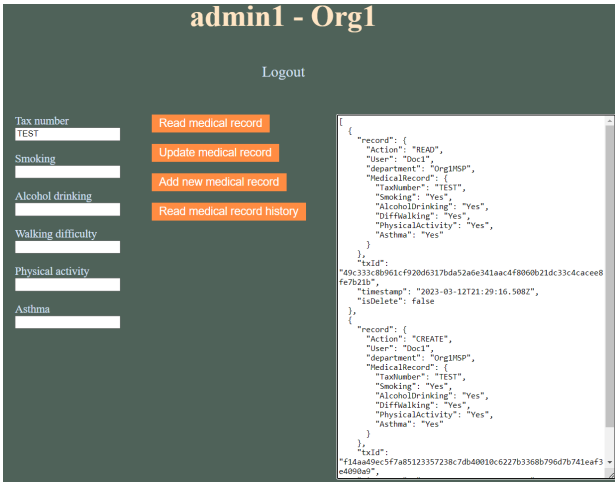 admin1 - Org1
Logout
Tax number
TEST
Smoking
Alcohol drinking
Walking difficulty
Physical activity
Asthma
Read medical record
Update medical record
Add new medical record
Read medical record history
[
{
"record": {
"Action": "READ",
"User": "Doc1",
"department": "Org1MSP",
"MedicalRecord": {
"TaxNumber": "TEST",
"Smoking": "Yes",
"AlcoholDrinking": "Yes",
"DiffWalking": "Yes",
"PhysicalActivity": "Yes",
"Asthma": "Yes"
}
},
"txId":
"49c333c8b961cf920d6317bda52a6e341aac4f8060b21dc33c4cacee8
fe7b21b",
"timestamp": "2023-03-12T21:29:16.508Z",
"isDelete": false
},
{
"record": {
"Action": "CREATE",
"User": "Doc1",
"department": "Org1MSP",
"MedicalRecord": {
"TaxNumber": "TEST",
"Smoking": "Yes",
"AlcoholDrinking": "Yes",
"DiffWalking": "Yes",
"PhysicalActivity": "Yes",
"Asthma": "Yes"
}
},
"txId":
"f14aa49ec5f7a85123357238c7db40010c6227b3368b796d7b741eaf3
e4090a9",